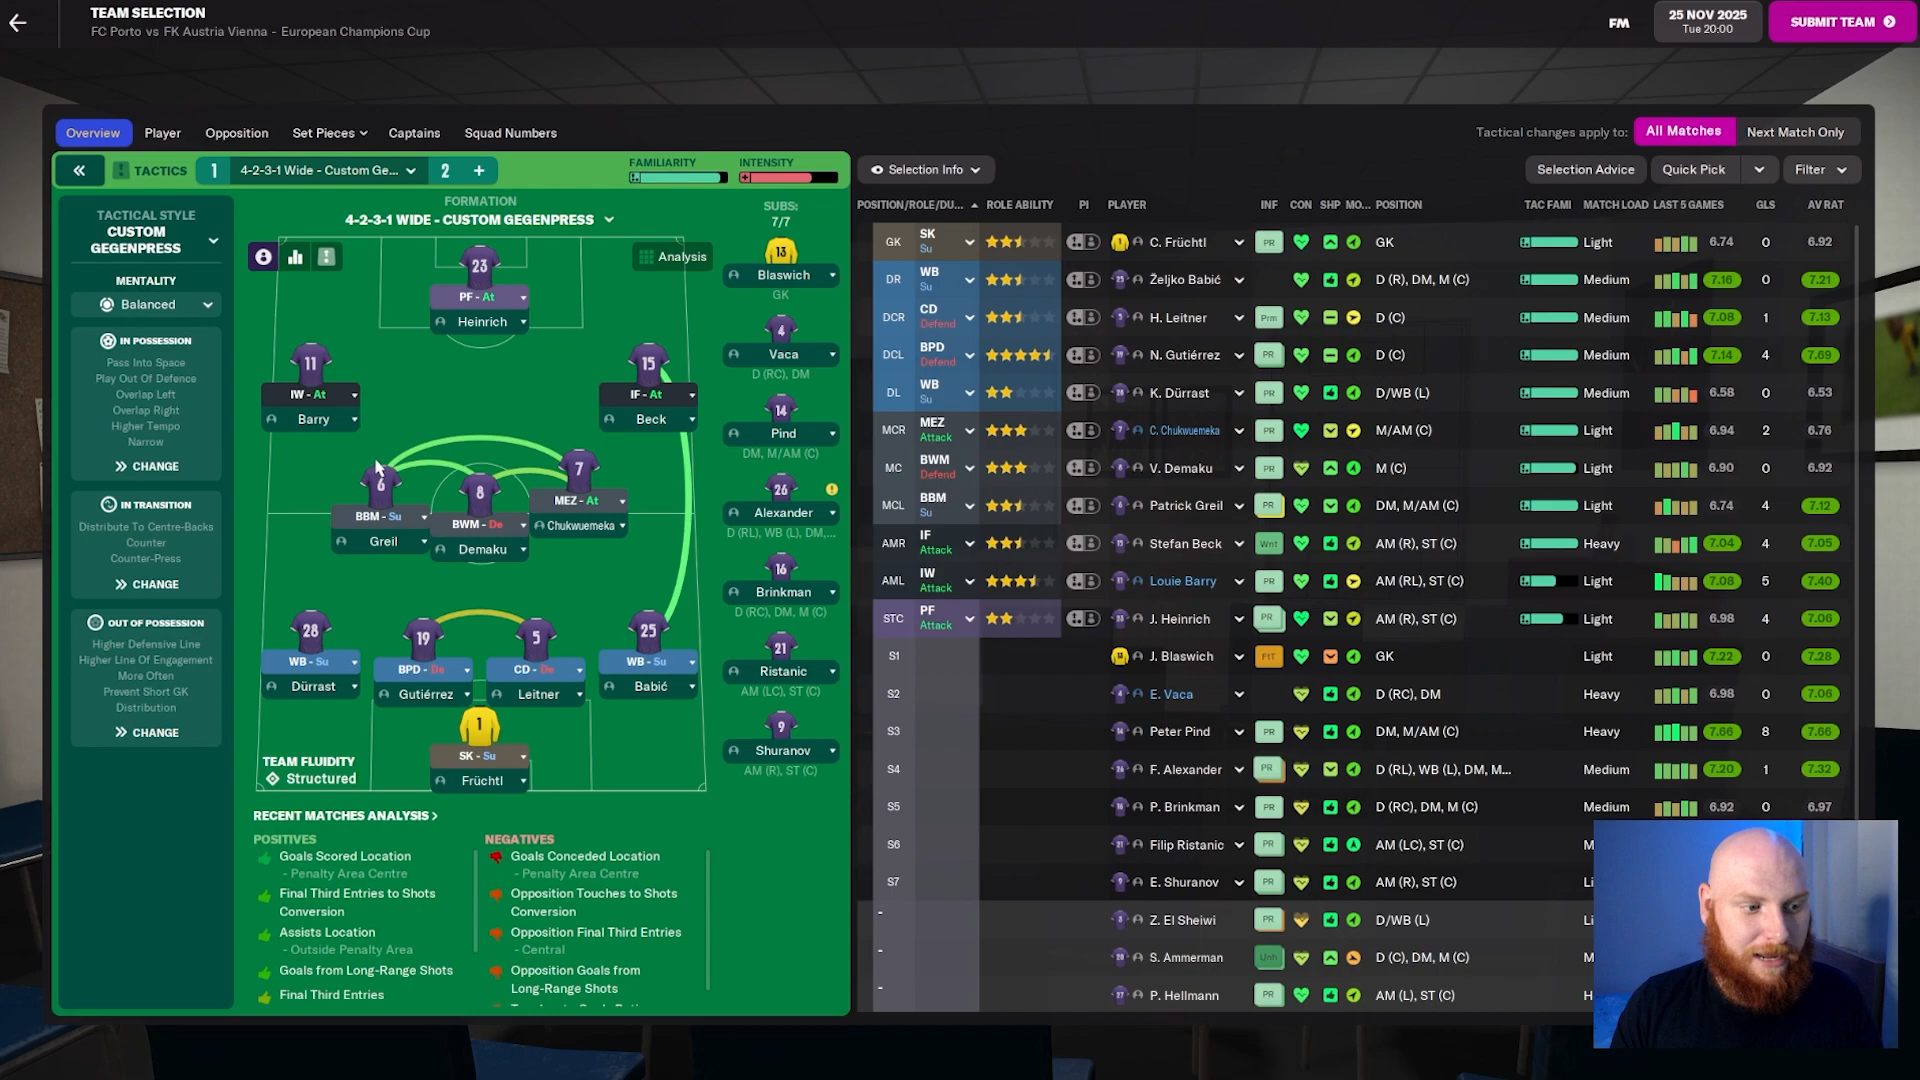 TEAM SELECTION
FC Porto vs FK Austria Vienna - European Champions Cup
FM
25 NOV 2025
Tue 20:00
SUBMIT TEAM
Overview
Player
Opposition
Set Pieces
Captains
Squad Numbers
Tactical changes apply to:
All Matches
Next Match Only
TACTICS
1
4-2-3-1 Wide - Custom Ge...
2
+
FAMILIARITY
INTENSITY
Selection Info
Selection Advice
Quick Pick
Filter
TACTICAL STYLE
CUSTOM
GEGENPRESS
MENTALITY
Balanced
IN POSSESSION
Pass Into Space
Play Out Of Defence
Overlap Left
Overlap Right
Higher Tempo
Narrow
CHANGE
IN TRANSITION
Distribute To Centre-Backs
Counter
Counter-Press
CHANGE
OUT OF POSSESSION
Higher Defensive Line
Higher Line Of Engagement
More Often
Prevent Short GK
Distribution
CHANGE
FORMATION
4-2-3-1 WIDE - CUSTOM GEGENPRESS
Analysis
23
PF - At
Heinrich
11
IW - At
Barry
15
IF - At
Beck
6
BBM - Su
Greil
8
BWM - De
Demaku
7
MEZ - At
Chukwuemeka
28
WB - Su
Dürrast
19
BPD - De
Gutiérrez
5
CD - De
Leitner
25
WB - Su
Babić
1
SK - Su
Früchtl
TEAM FLUIDITY
Structured
SUBS:
7/7
13
Blaswich
GK
4
Vaca
D (RC), DM
14
Pind
DM, M/AM (C)
26
Alexander
D (RL), WB (L), DM,...
16
Brinkman
D (RC), DM, M (C)
21
Ristanic
AM (LC), ST (C)
9
Shuranov
AM (R), ST (C)
RECENT MATCHES ANALYSIS
POSITIVES
Goals Scored Location
- Penalty Area Centre
Final Third Entries to Shots
Conversion
Assists Location
- Outside Penalty Area
Goals from Long-Range Shots
Final Third Entries
NEGATIVES
Goals Conceded Location
- Penalty Area Centre
Opposition Touches to Shots
Conversion
Opposition Final Third Entries
- Central
Opposition Goals from
Long-Range Shots
POSITION/ROLE/DU... ROLE ABILITY PI PLAYER INF CON SHP MO... POSITION TAC FAMI MATCH LOAD LAST 5 GAMES GLS AV RAT
GK SK Su C. Früchtl PR GK Light 6.74 0 6.92
DR WB Su Željko Babić D (R), DM, M (C) Medium 7.16 0 7.21
DCR CD Defend H. Leitner Prm D (C) Medium 7.08 1 7.13
DCL BPD Defend N. Gutiérrez PR D (C) Medium 7.14 4 7.69
DL WB Su K. Dürrast PR D/WB (L) Medium 6.58 0 6.53
MCR MEZ Attack C. Chukwuemeka PR M/AM (C) Light 6.94 2 6.76
MC BWM Defend V. Demaku PR M (C) Light 6.90 0 6.92
MCL BBM Su Patrick Greil PR DM, M/AM (C) Light 6.74 4 7.12
AMR IF Attack Stefan Beck Wnt AM (R), ST (C) Heavy 7.04 4 7.05
AML IW Attack Louie Barry PR AM (RL), ST (C) Light 7.08 5 7.40
STC PF Attack J. Heinrich PR AM (R), ST (C) Light 6.98 4 7.06
S1 J. Blaswich FtT GK Light 7.22 0 7.28
S2 E. Vaca D (RC), DM Heavy 6.98 0 7.06
S3 Peter Pind PR DM, M/AM (C) Heavy 7.66 8 7.66
S4 F. Alexander PR D (RL), WB (L), DM, M... Medium 7.20 1 7.32
S5 P. Brinkman PR D (RC), DM, M (C) Medium 6.92 0 6.97
S6 Filip Ristanic PR AM (LC), ST (C) M
S7 E. Shuranov PR AM (R), ST (C) Li
- Z. El Sheiwi PR D/WB (L) Li
- S. Ammerman Unh D (C), DM, M (C) M
- P. Hellmann PR AM (L), ST (C) H